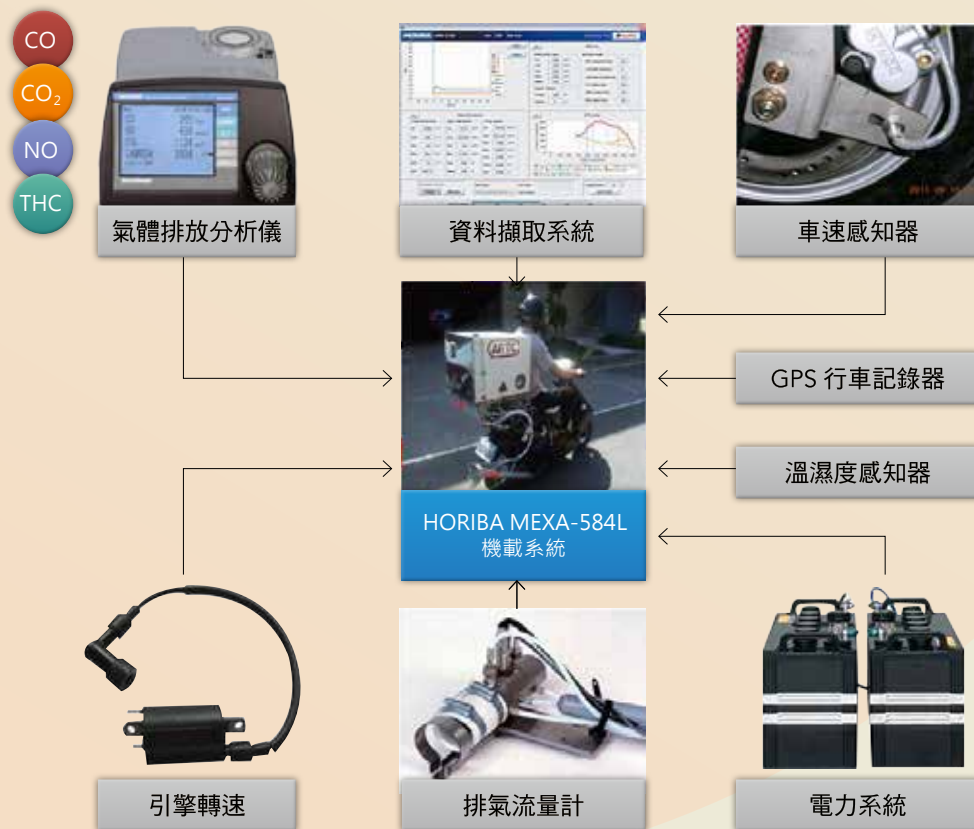 CO
CO₂
NO
THC
氣體排放分析儀
資料擷取系統
車速感知器
GPS 行車記錄器
溫濕度感知器
HORIBA MEXA-584L
機載系統
引擎轉速
排氣流量計
電力系統